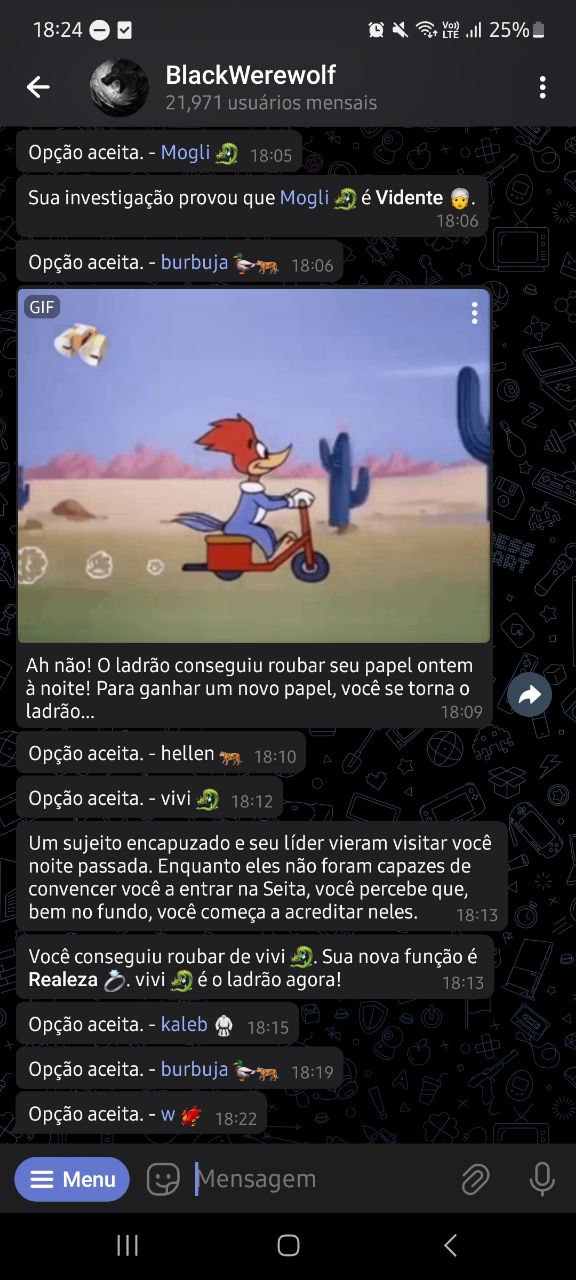 18:24
Vo))
LTE
25%
BlackWerewolf
21,971 usuários mensais
Opção aceita. - Mogli 🐉 18:05
Sua investigação provou que Mogli 🐉 é Vidente 👳.
18:06
Opção aceita. - burbuja 🦆🐅 18:06
GIF
Ah não! O ladrão conseguiu roubar seu papel ontem
à noite! Para ganhar um novo papel, você se torna o
ladrão...
18:09
Opção aceita. - hellen 🐅 18:10
Opção aceita. - vivi 🐉 18:12
Um sujeito encapuzado e seu líder vieram visitar você
noite passada. Enquanto eles não foram capazes de
convencer você a entrar na Seita, você percebe que,
bem no fundo, você começa a acreditar neles. 18:13
Você conseguiu roubar de vivi 🐉. Sua nova função é
Realeza 💍. vivi 🐉 é o ladrão agora!
18:13
Opção aceita. - kaleb 🥋 18:15
Opção aceita. - burbuja 🦆🐅 18:19
Opção aceita. - w 🐉 18:22
Menu
Mensagem